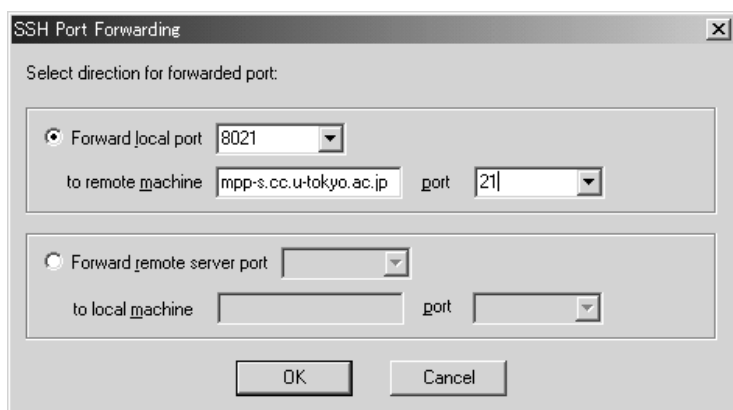 SSH Port Forwarding
Select direction for forwarded port:
Forward local port 8021
to remote machine mpp-s.cc.u-tokyo.ac.jp port 21
Forward remote server port
to local machine port
OK Cancel